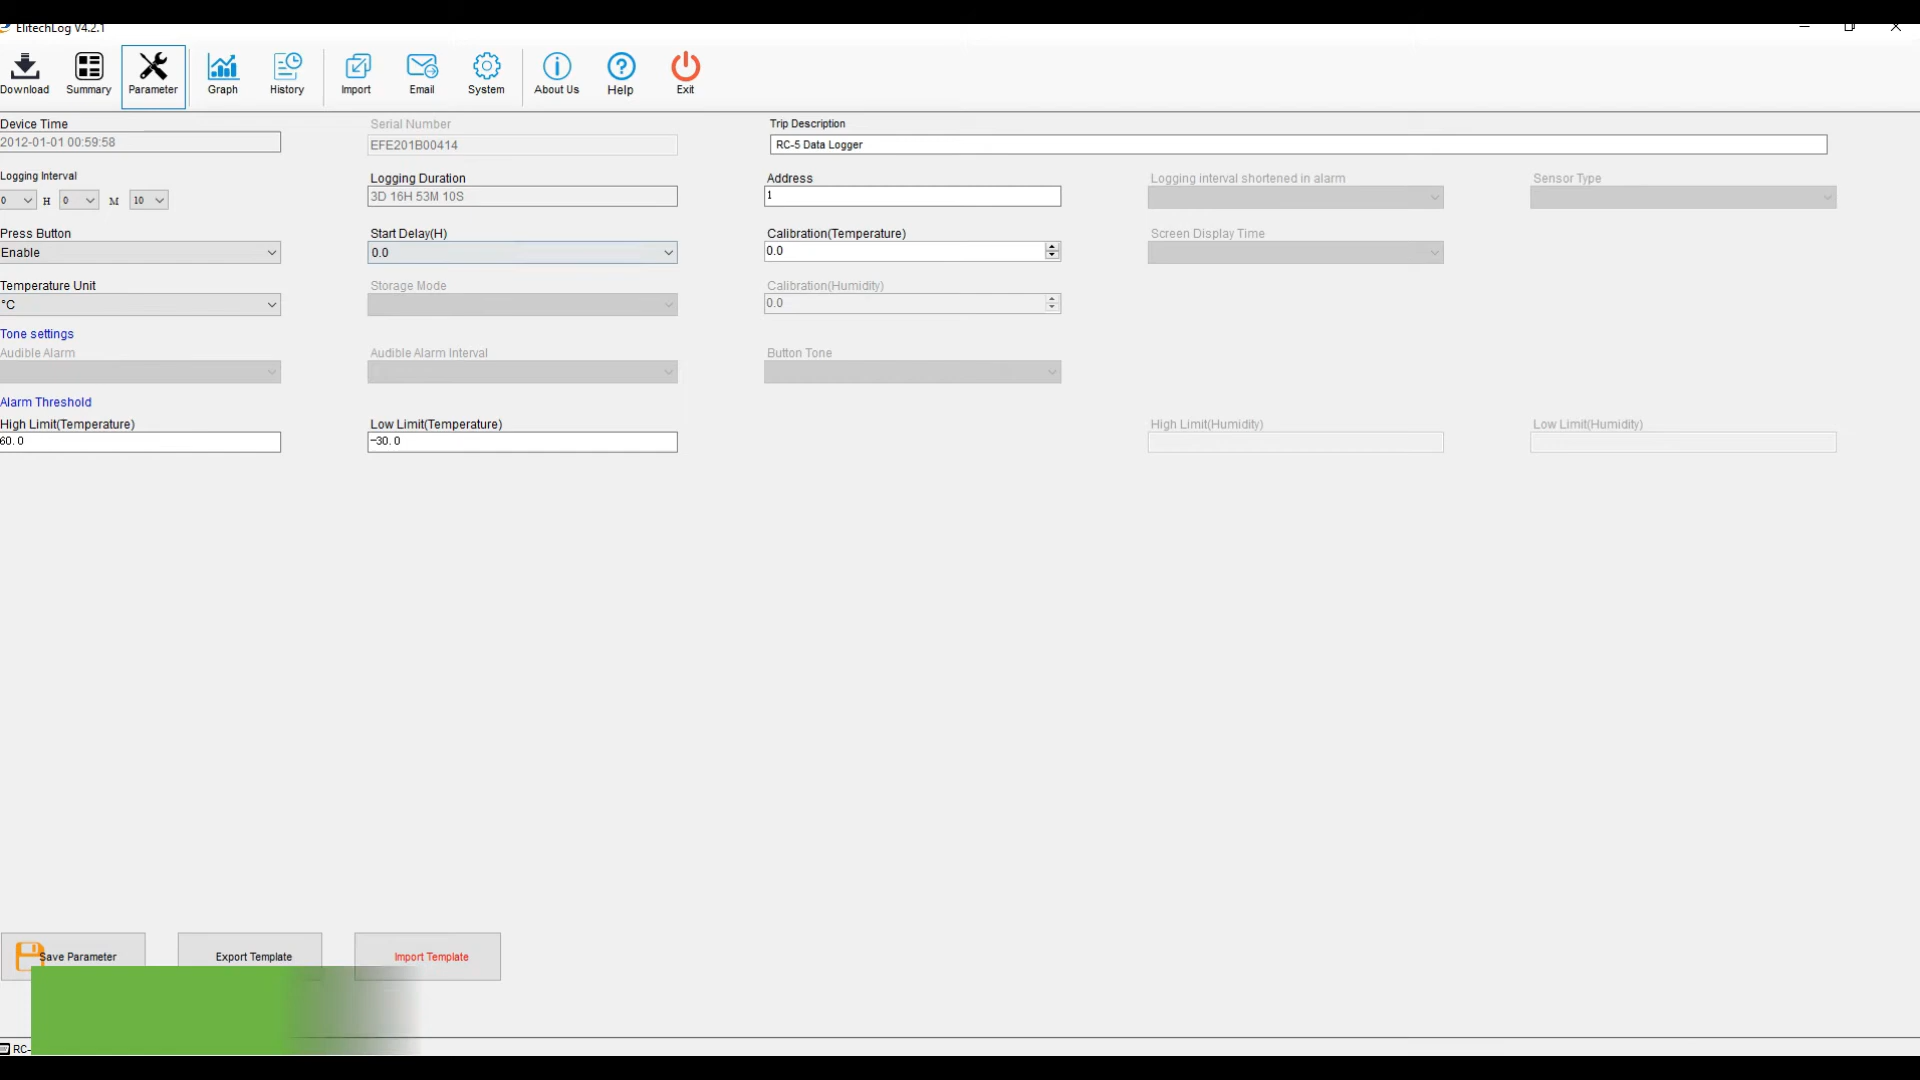 ElitechLog V4.2.1
Download Summary Parameter Graph History Import Email System About Us Help Exit
Device Time Serial Number Trip Description
2012-01-01 00:59:58 EFE201B00414 RC-5 Data Logger
Logging Interval Logging Duration Address Logging interval shortened in alarm Sensor Type
0 H 0 M 10 3D 16H 53M 10S 1
Press Button Start Delay(H) Calibration(Temperature) Screen Display Time
Enable 0.0 0.0
Temperature Unit Storage Mode Calibration(Humidity)
°C 0.0
Tone settings
Audible Alarm Audible Alarm Interval Button Tone
Alarm Threshold
High Limit(Temperature) Low Limit(Temperature) High Limit(Humidity) Low Limit(Humidity)
60.0 -30.0
Save Parameter Export Template Import Template
RC-